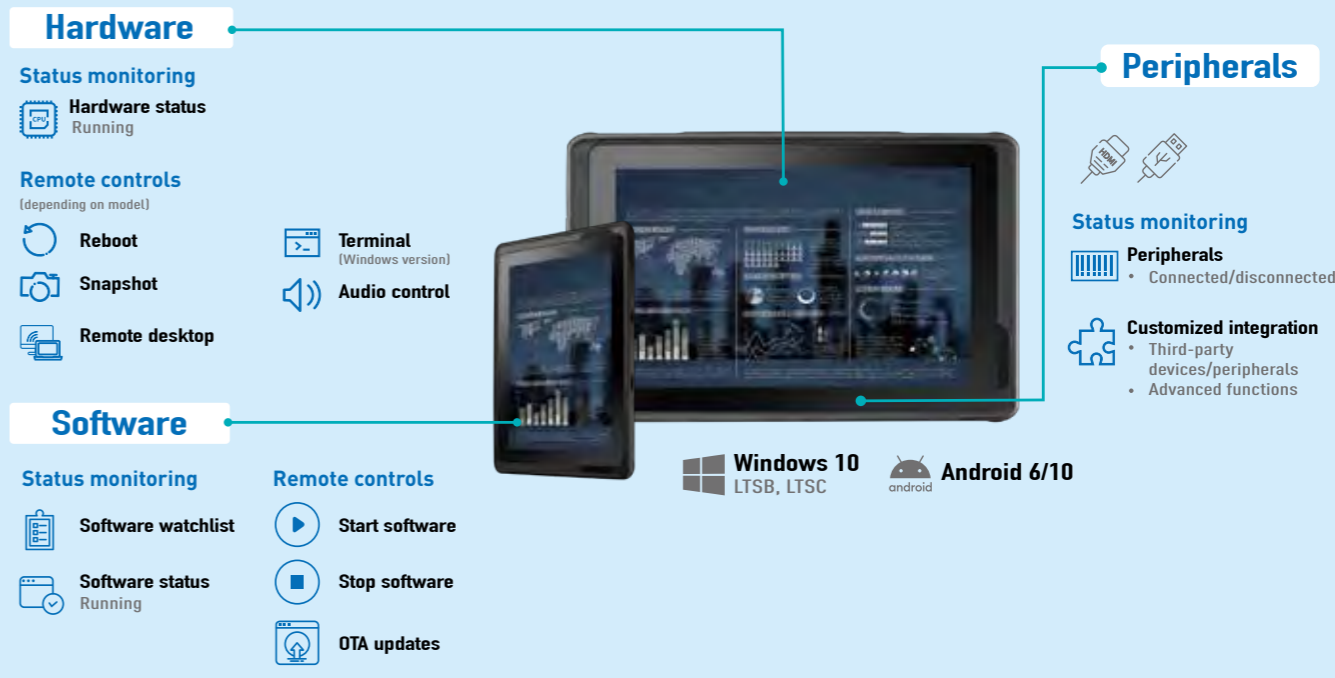 Hardware
Status monitoring
CPU
Hardware status
Running
Remote controls
(depending on model)
Reboot
Snapshot
Remote desktop
Terminal
(Windows version)
Audio control
Software
Status monitoring
Software watchlist
Software status
Running
Remote controls
Start software
Stop software
OTA updates
Windows 10
LTSB, LTSC
android
Android 6/10
Peripherals
HDMI
Status monitoring
Peripherals
• Connected/disconnected
Customized integration
• Third-party
devices/peripherals
• Advanced functions